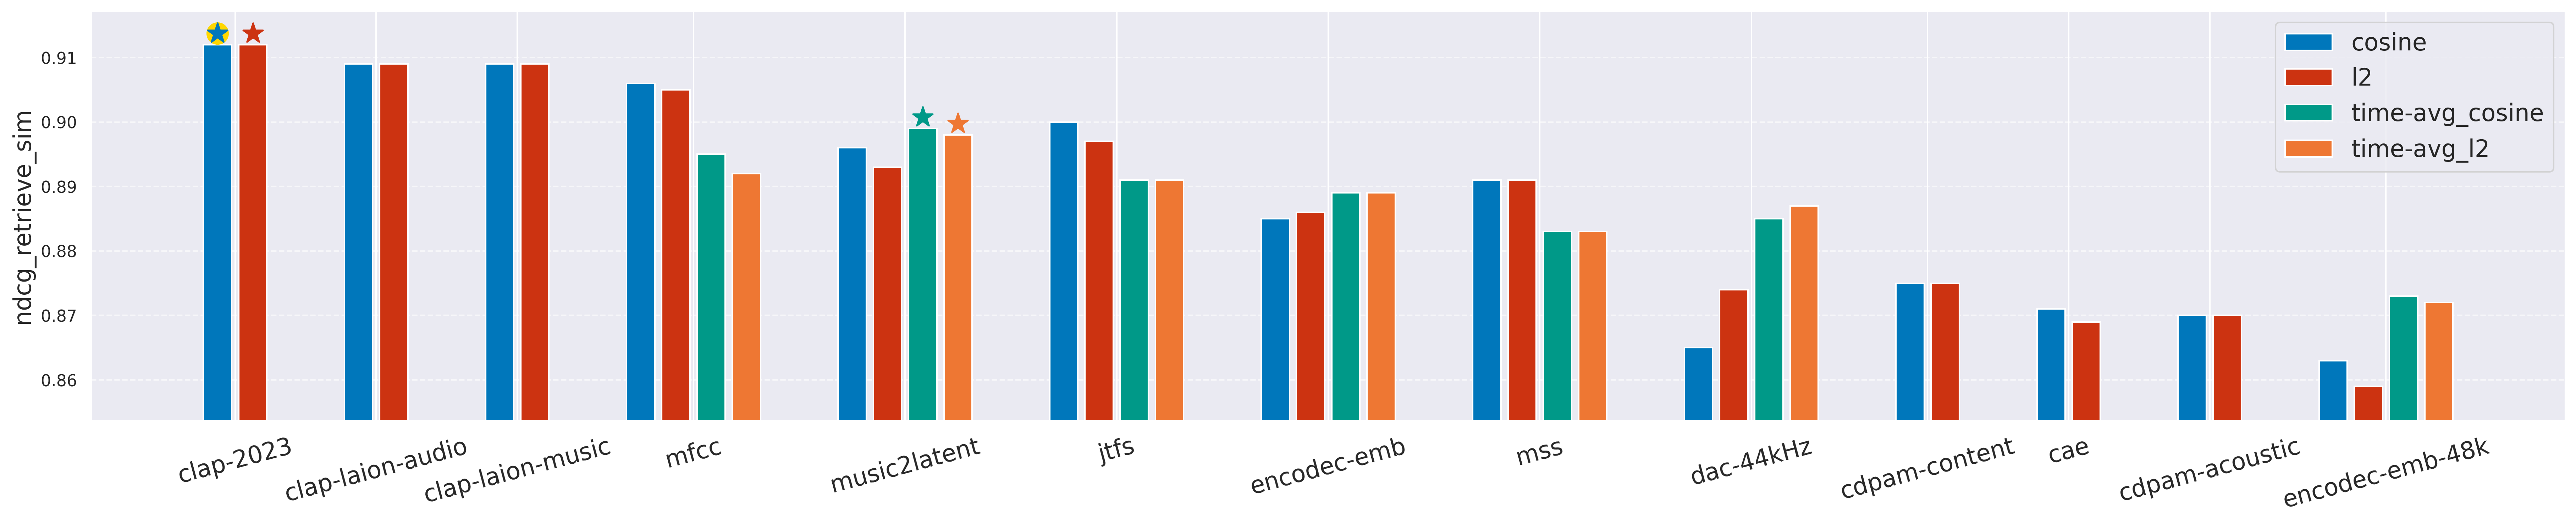 ndcg_retrieve_sim
0.91
0.90
0.89
0.88
0.87
0.86
cosine
l2
time-avg_cosine
time-avg_l2
clap-2023
clap-laion-audio
clap-laion-music
mfcc
music2latent
jtfs
encodec-emb
mss
dac-44kHz
cdpam-content
cae
cdpam-acoustic
encodec-emb-48k